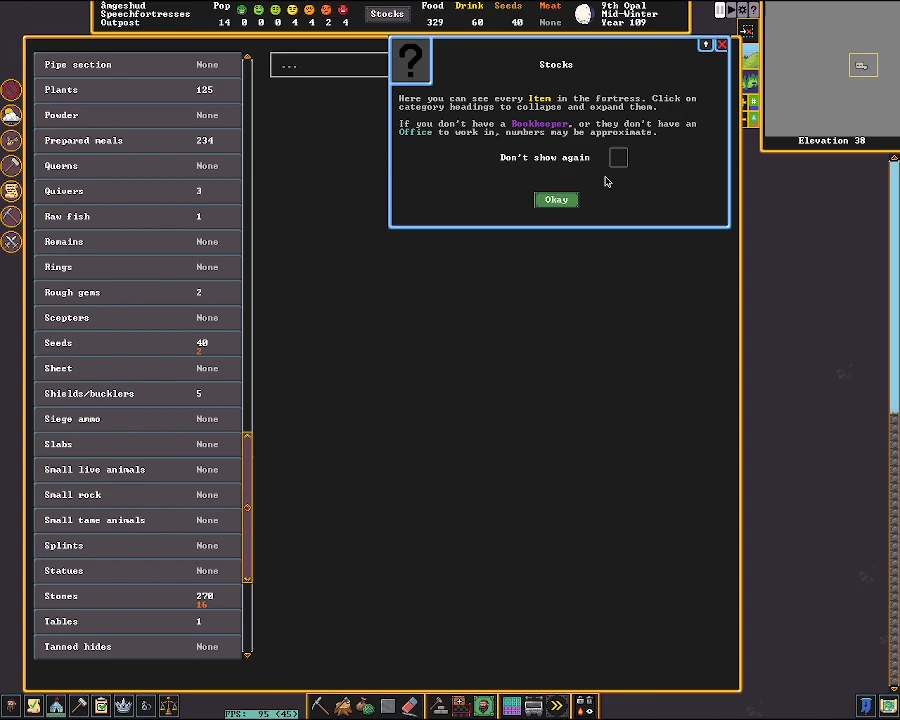 Amgeshud
Speechfortresses
Outpost
Pop
14 0 0 0 4 4 2 4
Stocks
Food Drink Seeds Meat
329 60 40 None
9th Opal
Mid-Winter
Year 109
Elevation 38
...
Stocks
Here you can see every Item in the fortress. Click on
category headings to collapse and expand them.
If you don't have a Bookkeeper, or they don't have an
Office to work in, numbers may be approximate.
Don't show again
Okay
Pipe section None
Plants 125
Powder None
Prepared meals 234
Querns None
Quivers 3
Raw fish 1
Remains None
Rings None
Rough gems 2
Scepters None
Seeds 40
2
Sheet None
Shields/bucklers 5
Siege ammo None
Slabs None
Small live animals None
Small rock None
Small tame animals None
Splints None
Statues None
Stones 270
16
Tables 1
Tanned hides None
FPS: 95 (45)